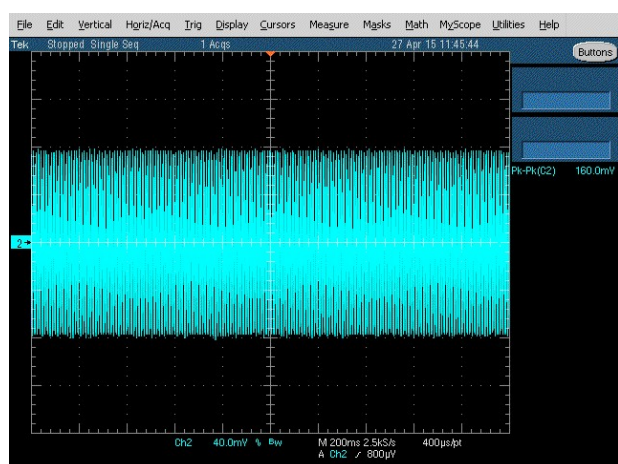 File Edit Vertical Horiz/Acq Trig Display Cursors Measure Masks Math MyScope Utilities Help
Tek Stopped Single Seq 1 Acqs 27 Apr 15 11:45:44
Buttons
Pk-Pk(C2) 160.0mV
2
Ch2 40.0mV % Bw M 200ms 2.5kS/s 400µs/pt
A Ch2 / 800µV